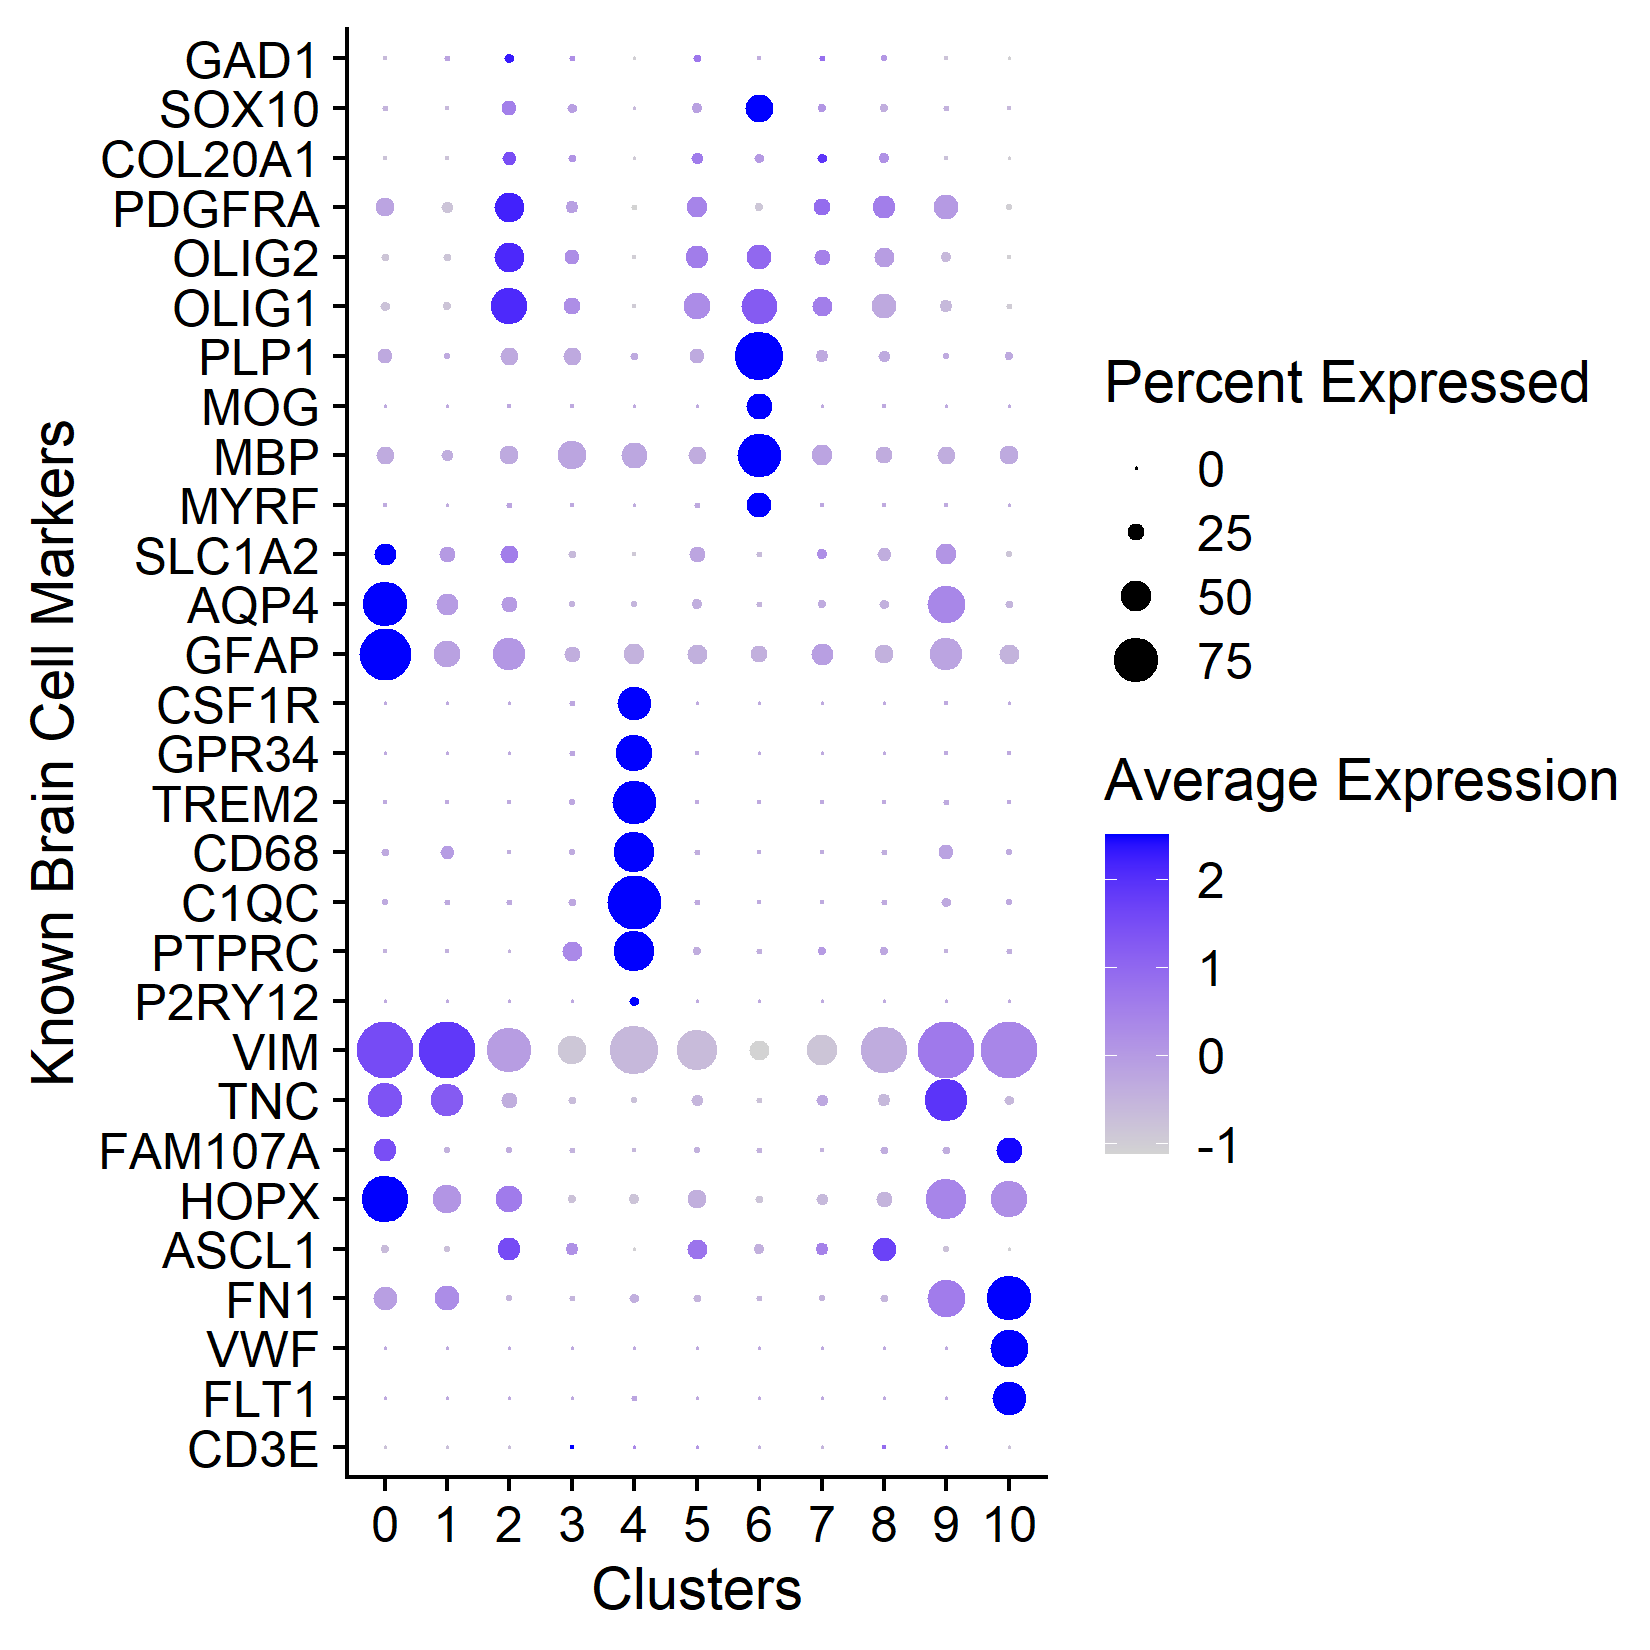 Known Brain Cell Markers
GAD1
SOX10
COL20A1
PDGFRA
OLIG2
OLIG1
PLP1
MOG
MBP
MYRF
SLC1A2
AQP4
GFAP
CSF1R
GPR34
TREM2
CD68
C1QC
PTPRC
P2RY12
VIM
TNC
FAM107A
HOPX
ASCL1
FN1
VWF
FLT1
CD3E
0 1 2 3 4 5 6 7 8 9 10
Clusters
Percent Expressed
0
25
50
75
Average Expression
2
1
0
-1